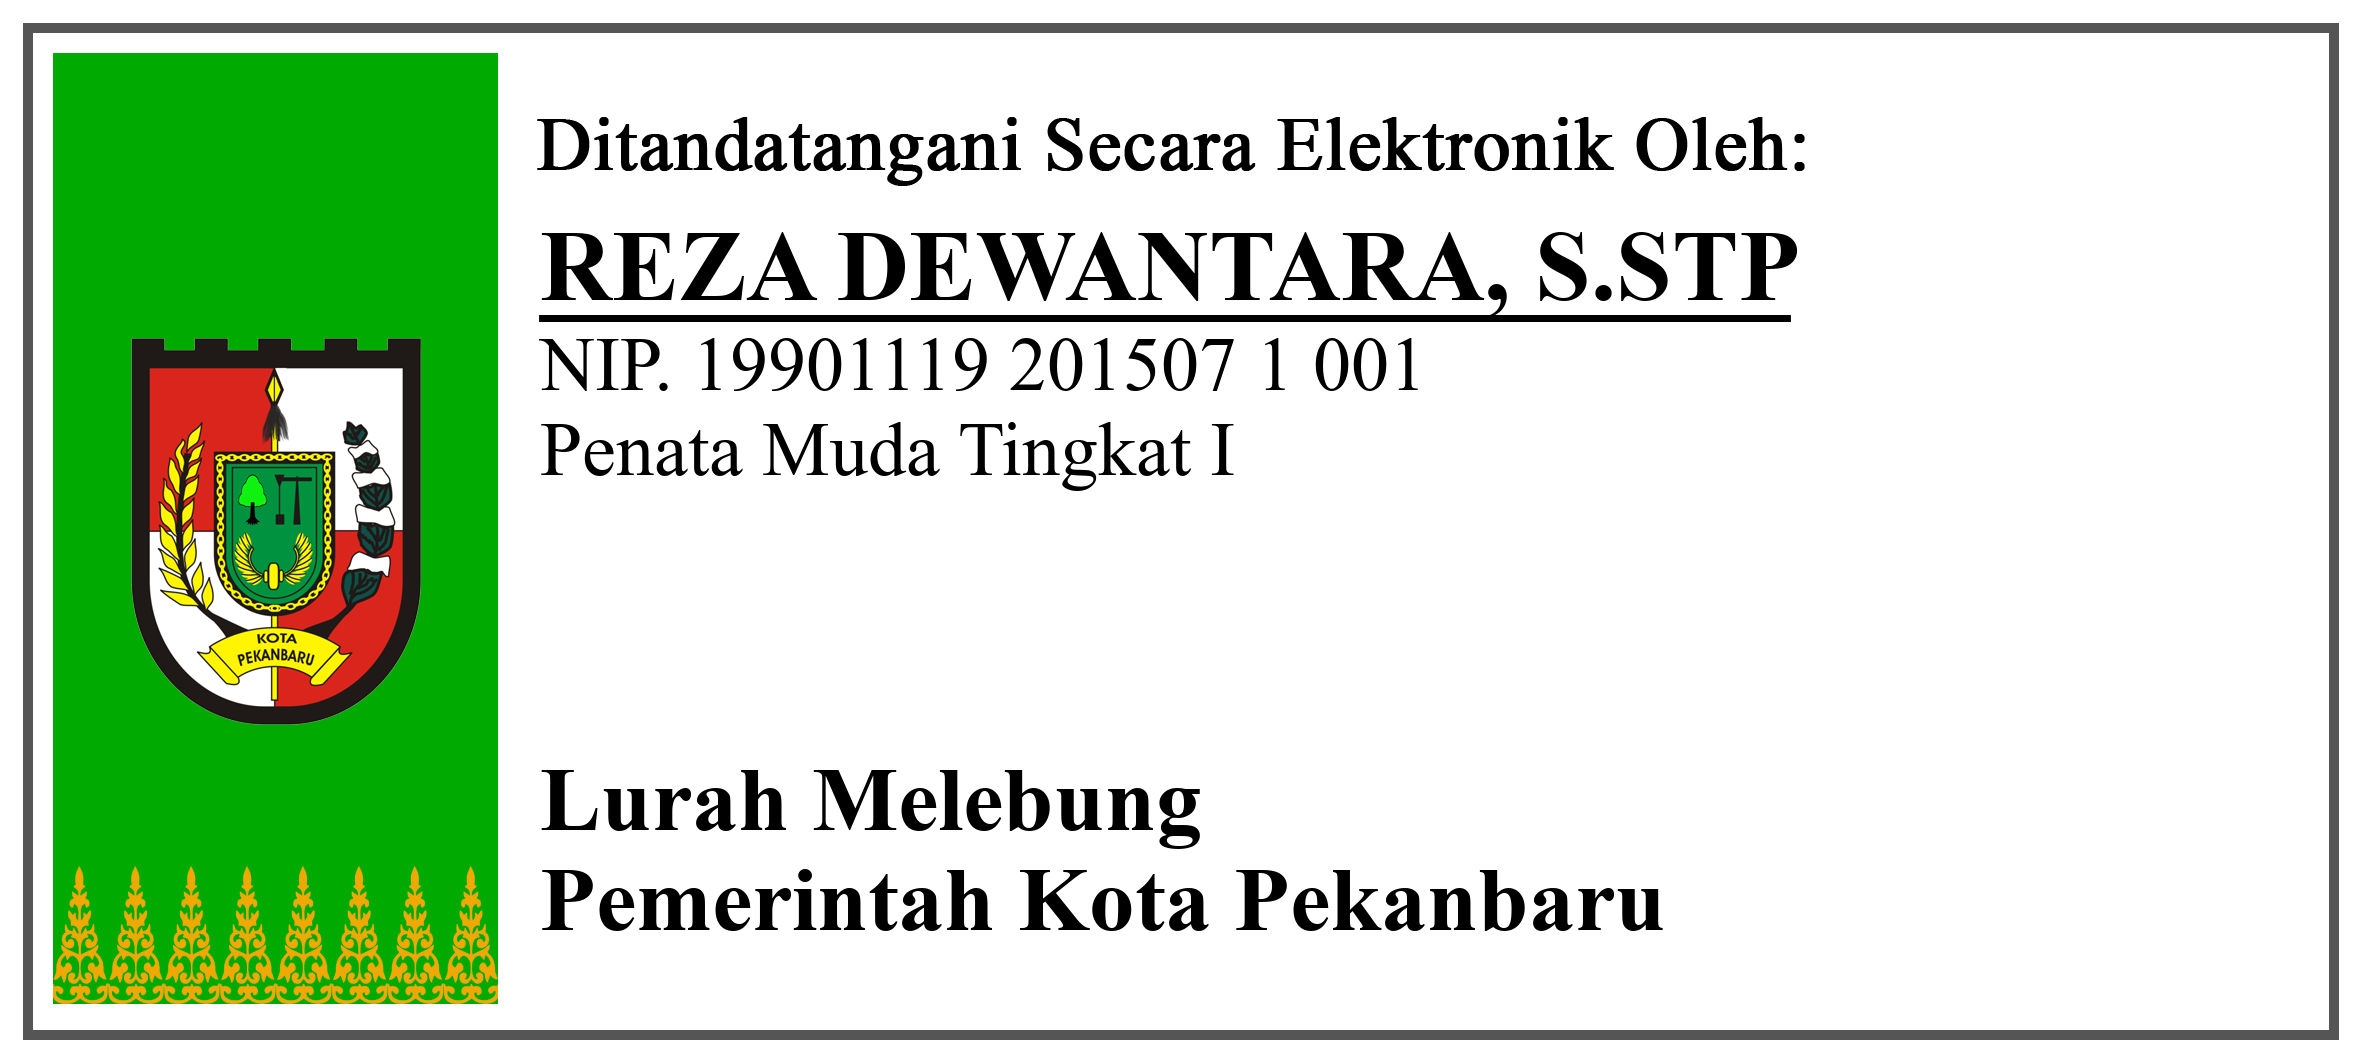 Ditandatangani Secara Elektronik Oleh:
REZA DEWANTARA, S.STP
NIP. 19901119 201507 1 001
Penata Muda Tingkat I
KOTA
PEKANBARU
Lurah Melebung
Pemerintah Kota Pekanbaru